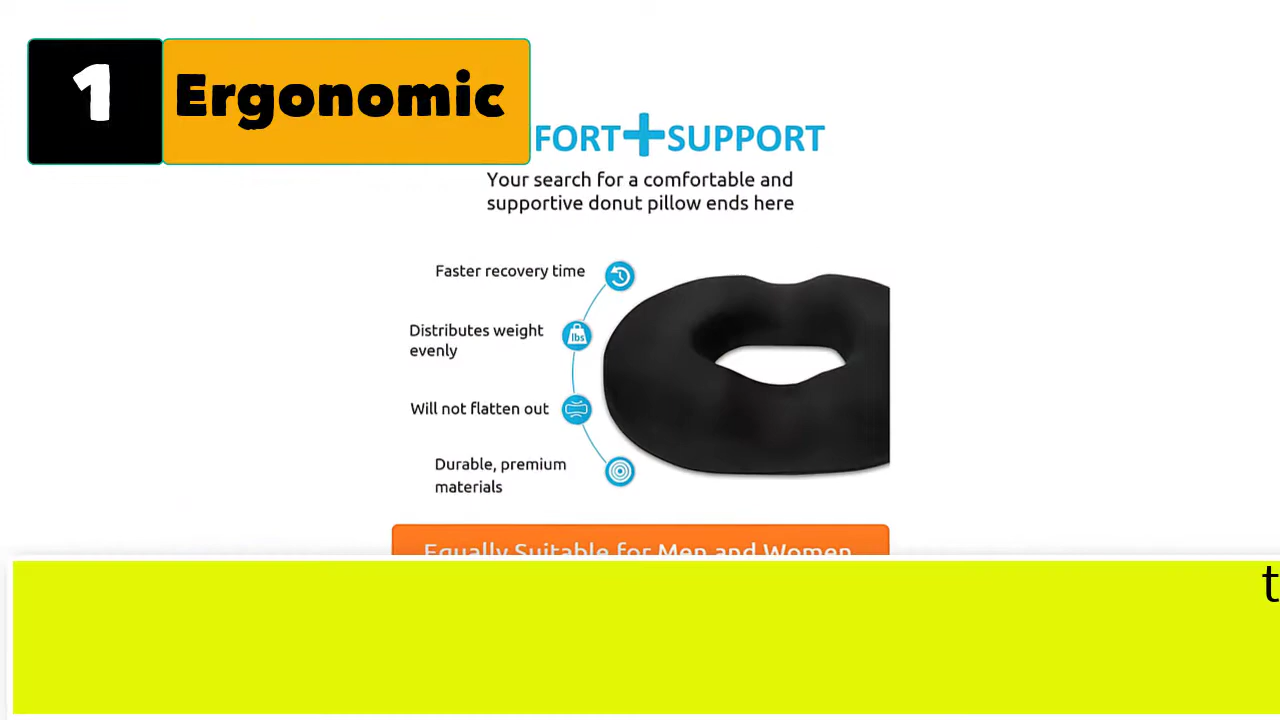 1 Ergonomic
FORT+SUPPORT
Your search for a comfortable and
supportive donut pillow ends here
Faster recovery time
Distributes weight
evenly
lbs
Will not flatten out
Durable, premium
materials
Equally Suitable for Men and Women
t